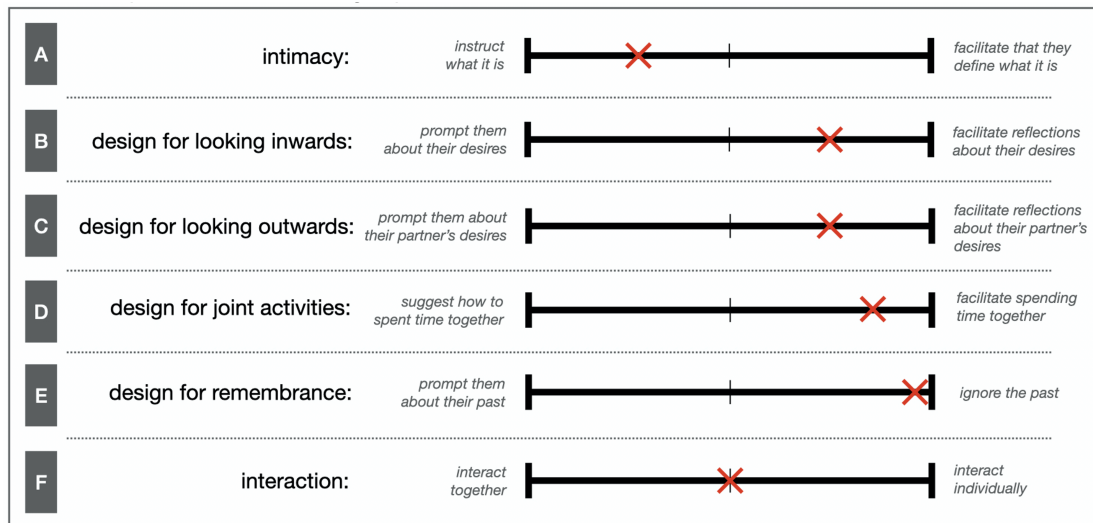 A
intimacy:
instruct
what it is
facilitate that they
define what it is
B
design for looking inwards:
prompt them
about their desires
facilitate reflections
about their desires
C
design for looking outwards:
prompt them about
their partner's desires
facilitate reflections
about their partner's
desires
D
design for joint activities:
suggest how to
spent time together
facilitate spending
time together
E
design for remembrance:
prompt them
about their past
ignore the past
F
interaction:
interact
together
interact
individually